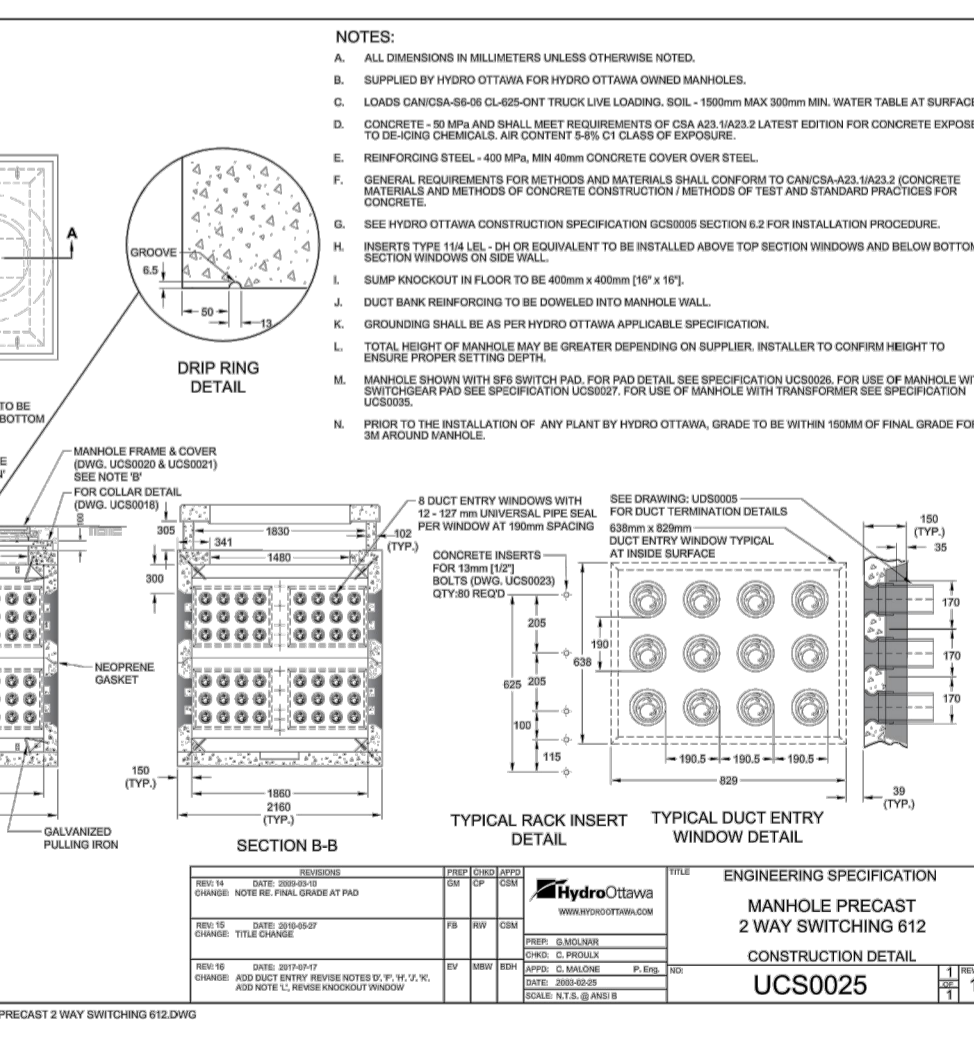 NOTES:
A. ALL DIMENSIONS IN MILLIMETERS UNLESS OTHERWISE NOTED.
B. SUPPLIED BY HYDRO OTTAWA FOR HYDRO OTTAWA OWNED MANHOLES.
C. LOADS CAN/CSA-S6-06 CL-625-ONT TRUCK LIVE LOADING. SOIL - 1500mm MAX 300mm MIN. WATER TABLE AT SURFACE
D. CONCRETE - 50 MPa AND SHALL MEET REQUIREMENTS OF CSA A23.1/A23.2 LATEST EDITION FOR CONCRETE EXPOSE
TO DE-ICING CHEMICALS. AIR CONTENT 5-8% C1 CLASS OF EXPOSURE.
E. REINFORCING STEEL - 400 MPa, MIN 40mm CONCRETE COVER OVER STEEL.
F. GENERAL REQUIREMENTS FOR METHODS AND MATERIALS SHALL CONFORM TO CAN/CSA-A23.1/A23.2 (CONCRETE
MATERIALS AND METHODS OF CONCRETE CONSTRUCTION / METHODS OF TEST AND STANDARD PRACTICES FOR
CONCRETE.
G. SEE HYDRO OTTAWA CONSTRUCTION SPECIFICATION GCS0005 SECTION 6.2 FOR INSTALLATION PROCEDURE.
H. INSERTS TYPE 11/4 LEL - DH OR EQUIVALENT TO BE INSTALLED ABOVE TOP SECTION WINDOWS AND BELOW BOTTOM
SECTION WINDOWS ON SIDE WALL.
I. SUMP KNOCKOUT IN FLOOR TO BE 400mm x 400mm [16" x 16"].
J. DUCT BANK REINFORCING TO BE DOWELED INTO MANHOLE WALL.
K. GROUNDING SHALL BE AS PER HYDRO OTTAWA APPLICABLE SPECIFICATION.
L. TOTAL HEIGHT OF MANHOLE MAY BE GREATER DEPENDING ON SUPPLIER. INSTALLER TO CONFIRM HEIGHT TO
ENSURE PROPER SETTING DEPTH.
M. MANHOLE SHOWN WITH SF6 SWITCH PAD. FOR PAD DETAIL SEE SPECIFICATION UCS0026. FOR USE OF MANHOLE WIT
SWITCHGEAR PAD SEE SPECIFICATION UCS0027. FOR USE OF MANHOLE WITH TRANSFORMER SEE SPECIFICATION
UCS0035.
N. PRIOR TO THE INSTALLATION OF ANY PLANT BY HYDRO OTTAWA, GRADE TO BE WITHIN 150MM OF FINAL GRADE FOR
3M AROUND MANHOLE.
A
GROOVE
6.5
50
13
DRIP RING
DETAIL
TO BE
BOTTOM
MANHOLE FRAME & COVER
(DWG. UCS0020 & UCS0021)
SEE NOTE 'B'
FOR COLLAR DETAIL
(DWG. UCS0018)
NEOPRENE
GASKET
GALVANIZED
PULLING IRON
305
1830
341
1480
102
(TYP.)
300
150
(TYP.)
1860
2160
(TYP.)
SECTION B-B
8 DUCT ENTRY WINDOWS WITH
12 - 127 mm UNIVERSAL PIPE SEAL
PER WINDOW AT 190mm SPACING
CONCRETE INSERTS
FOR 13mm [1/2"]
BOLTS (DWG. UCS0023)
QTY:80 REQ'D
205
625
205
100
115
TYPICAL RACK INSERT
DETAIL
SEE DRAWING: UDS0005
FOR DUCT TERMINATION DETAILS
638mm x 829mm
DUCT ENTRY WINDOW TYPICAL
AT INSIDE SURFACE
190
638
190.5
190.5
190.5
829
TYPICAL DUCT ENTRY
WINDOW DETAIL
150
(TYP.)
35
170
170
170
39
(TYP.)
REVISIONS PREP CHKD APPD
REV: 14 DATE: 2009-03-10 GM CP CSM
CHANGE: NOTE RE. FINAL GRADE AT PAD
REV: 15 DATE: 2010-05-27 FB RW CSM
CHANGE: TITLE CHANGE
REV: 16 DATE: 2017-07-17 EV MBW BDH
CHANGE: ADD DUCT ENTRY REVISE NOTES 'D', 'F', 'H', 'J', 'K',
ADD NOTE 'L', REVISE KNOCKOUT WINDOW
HydroOttawa
WWW.HYDROOTTAWA.COM
PREP: G.MOLNAR
CHKD: C. PROULX
APPD: C. MALONE P. Eng.
DATE: 2003-02-25
SCALE: N.T.S. @ ANSI B
TITLE
ENGINEERING SPECIFICATION
MANHOLE PRECAST
2 WAY SWITCHING 612
CONSTRUCTION DETAIL
NO:
UCS0025
1
OF
1
REV
PRECAST 2 WAY SWITCHING 612.DWG